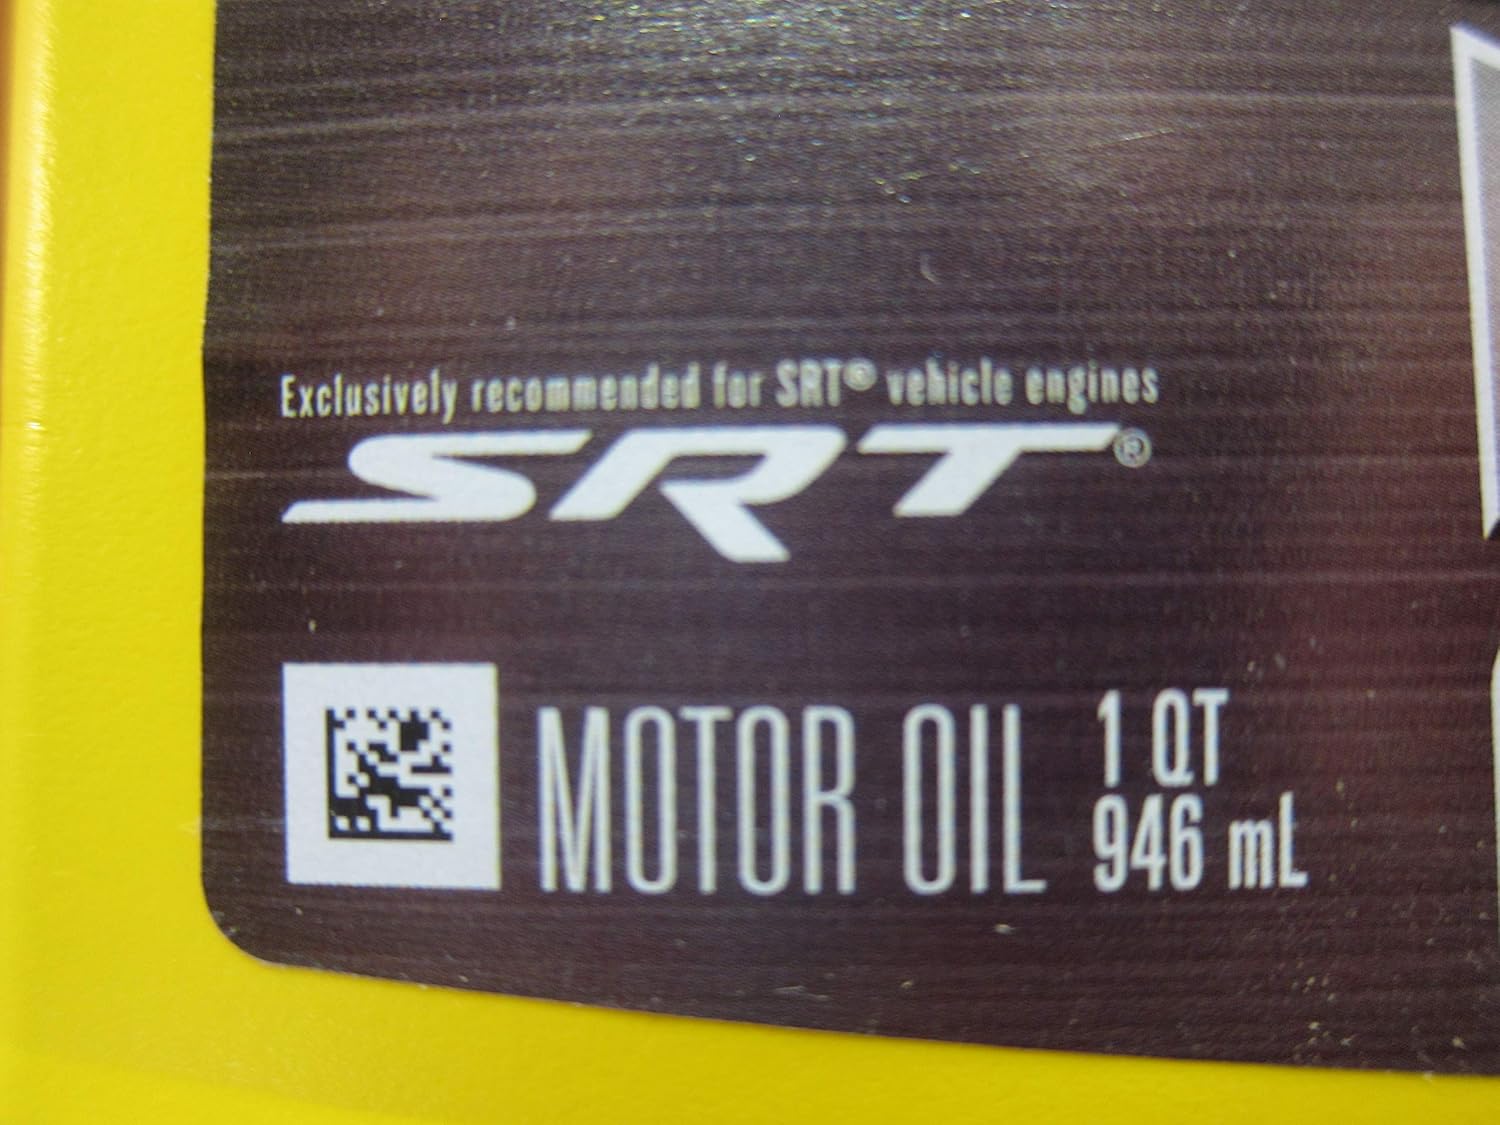 Exclusively recommended for SRT® vehicle engines
SRT®
MOTOR OIL
1 QT
946 mL